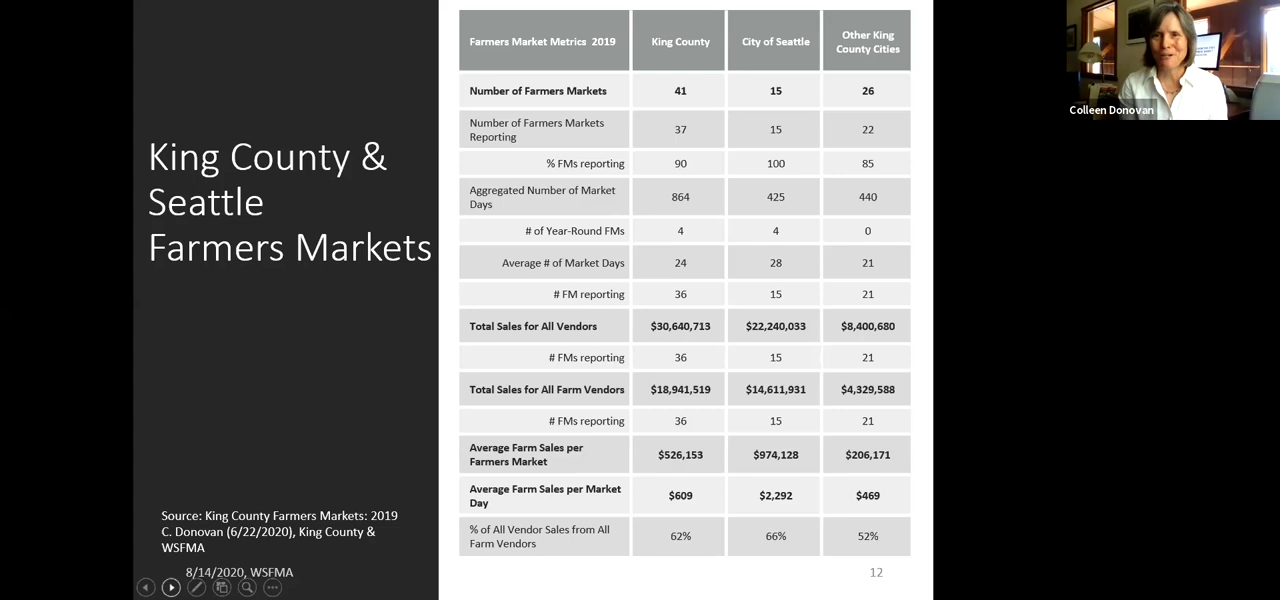 King County &
Seattle
Farmers Markets
Source: King County Farmers Markets: 2019
C. Donovan (6/22/2020), King County &
WSFMA
8/14/2020, WSFMA
Farmers Market Metrics 2019 King County City of Seattle Other King
County Cities
Number of Farmers Markets 41 15 26
Number of Farmers Markets
Reporting 37 15 22
% FMs reporting 90 100 85
Aggregated Number of Market
Days 864 425 440
# of Year-Round FMs 4 4 0
Average # of Market Days 24 28 21
# FM reporting 36 15 21
Total Sales for All Vendors $30,640,713 $22,240,033 $8,400,680
# FMs reporting 36 15 21
Total Sales for All Farm Vendors $18,941,519 $14,611,931 $4,329,588
# FMs reporting 36 15 21
Average Farm Sales per
Farmers Market $526,153 $974,128 $206,171
Average Farm Sales per Market
Day $609 $2,292 $469
% of All Vendor Sales from All
Farm Vendors 62% 66% 52%
12
Colleen Donovan